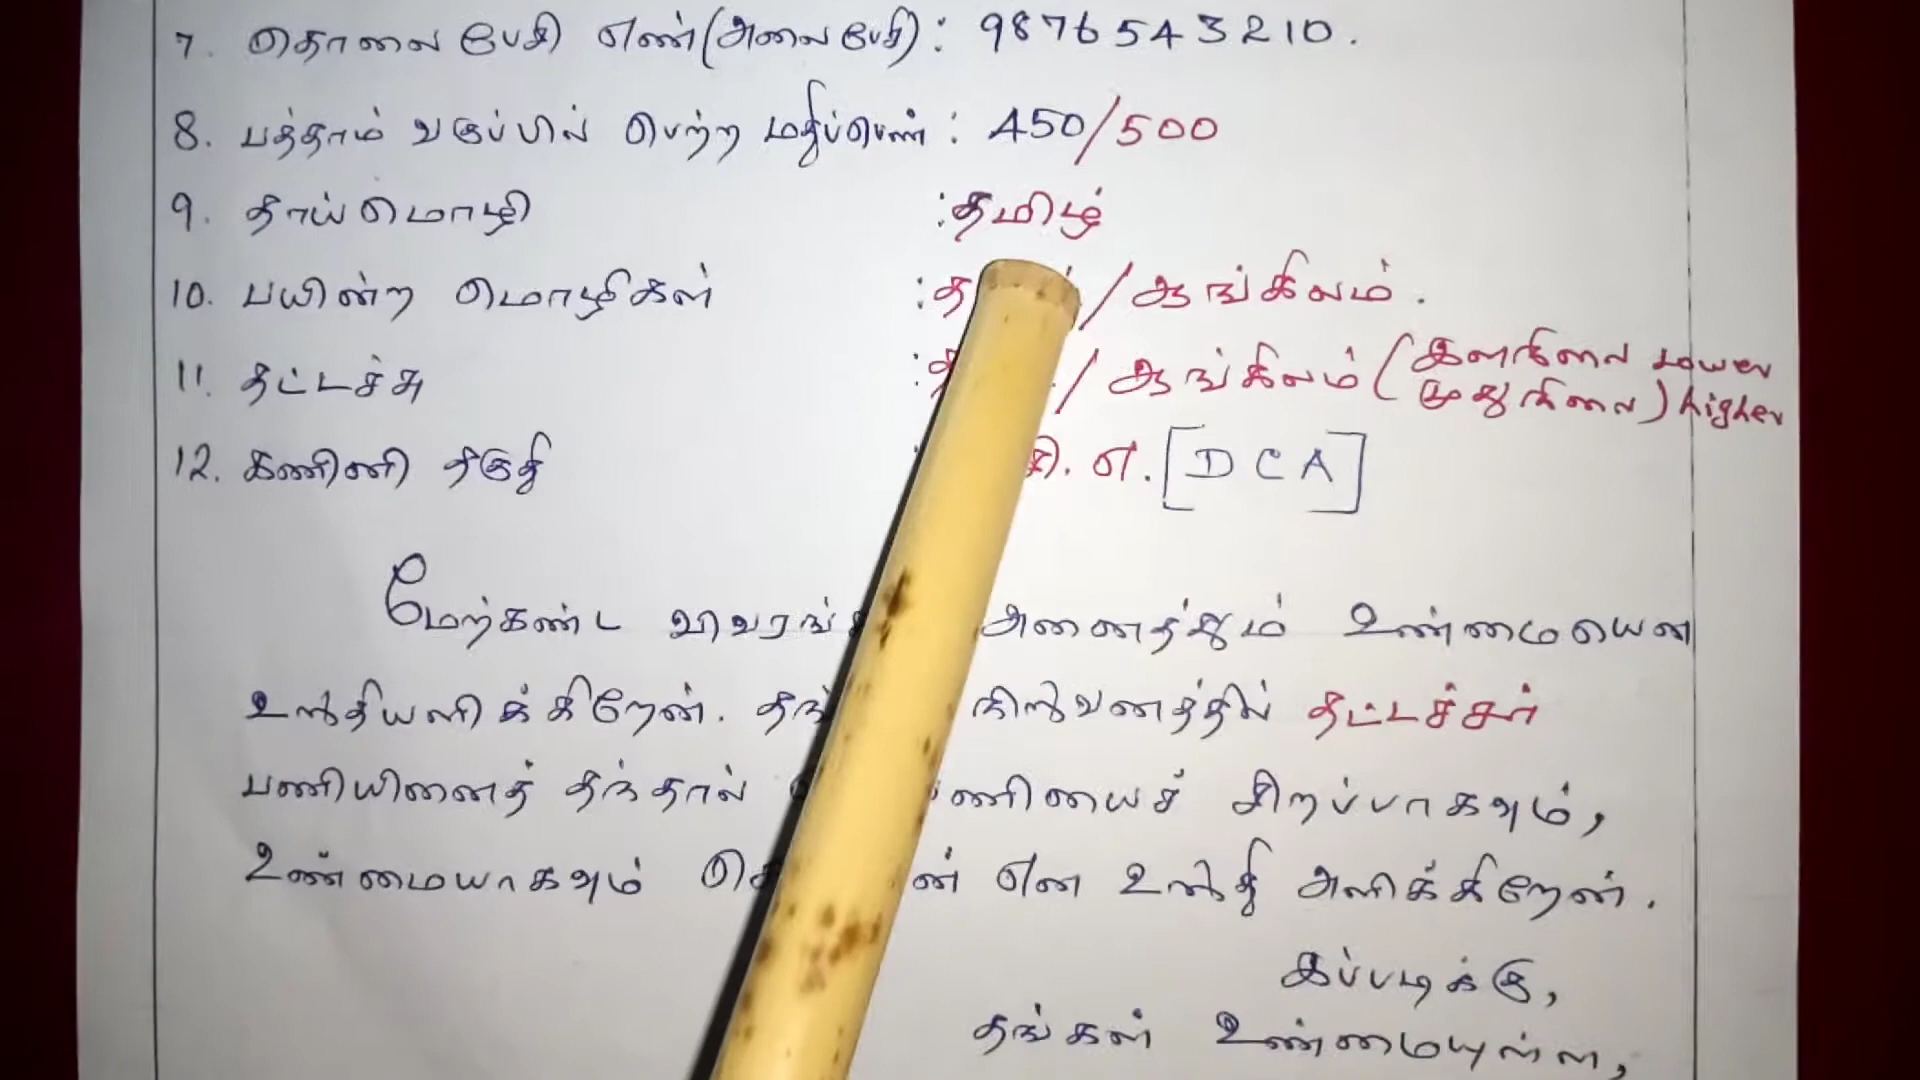 7. தொலை பேசி எண்(அலை பேசி) : 9876543210.
8. பத்தாம் வகுப்பில் பெற்ற மதிப்பெண் : 450/500
9. தாய்மொழி : தமிழ்
10. பயின்ற மொழிகள் : /ஆங்கிலம்.
11. தட்டச்சு : / ஆங்கிலம் (இளநிலை Lower
முதுநிலை) higher
12. கணினி தகுதி சி. ஏ. [DCA]
மேற்கண்ட அனைத்தும் உண்மையென
உறுதியளிக்கிறேன். நிறுவனத்தில் தட்டச்சர்
பணியினைத் தந்தால் சிறப்பாகவும்,
உண்மையாகவும் என உறுதி அளிக்கிறேன்.
இப்படிக்கு,
தங்கள் உண்மையுள்ள,